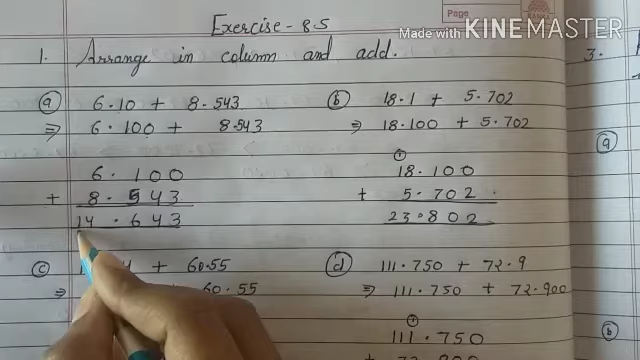 Exercise - 8.5
Page
Made with KINEMASTER
1. Arrange in column and add.
3.
(a) 6.10 + 8.543
⇒ 6.100 + 8.543
6.100
+ 8.543
14.643
(b) 18.1 + 5.702
⇒ 18.100 + 5.702
18.100
+ 5.702
23.802
(a)
(c) + 60.55
⇒ 60.55
(d) 111.750 + 72.9
⇒ 111.750 + 72.900
111.750
+ 72.900
(b)